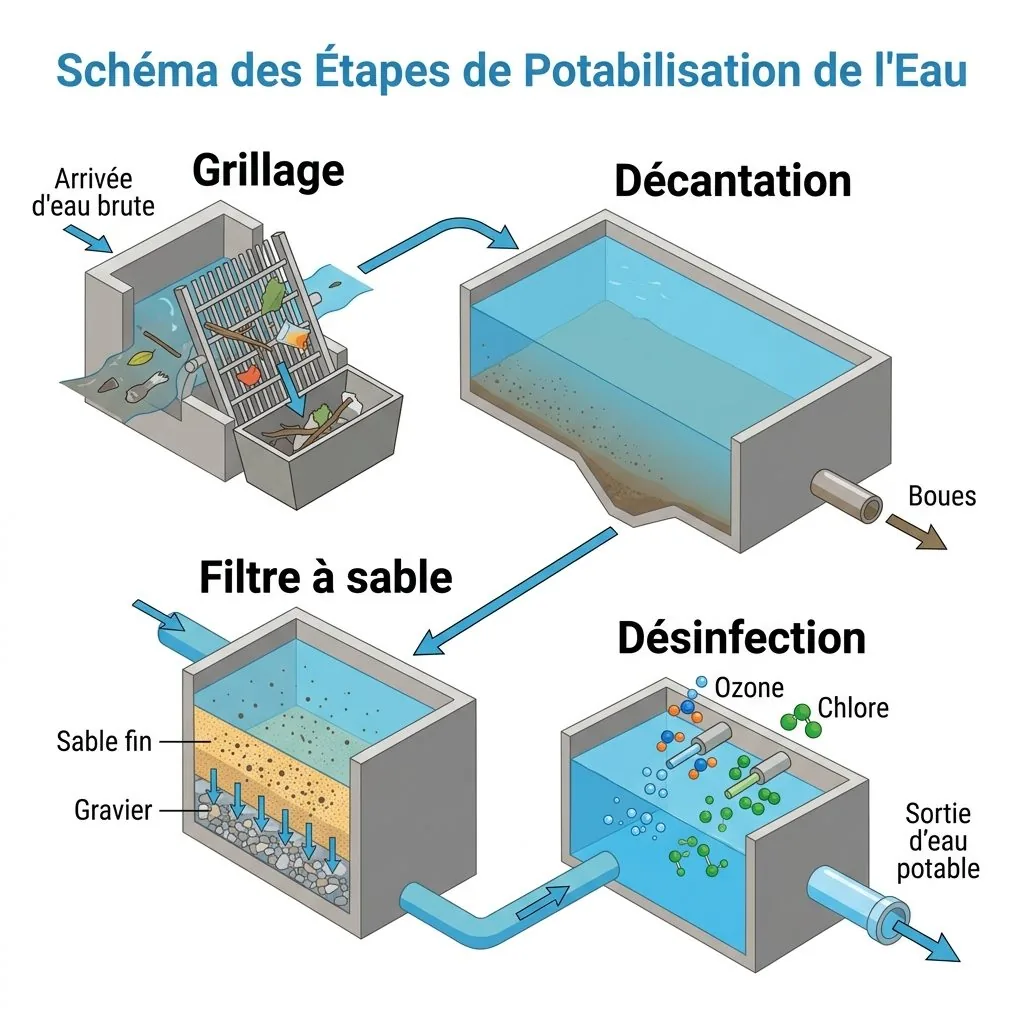 Schéma des Étapes de Potabilisation de l'Eau
Grillage
Arrivée
d'eau brute
Décantation
Boues
Filtre à sable
Sable fin
Gravier
Désinfection
Ozone
Chlore
Sortie
d'eau
potable